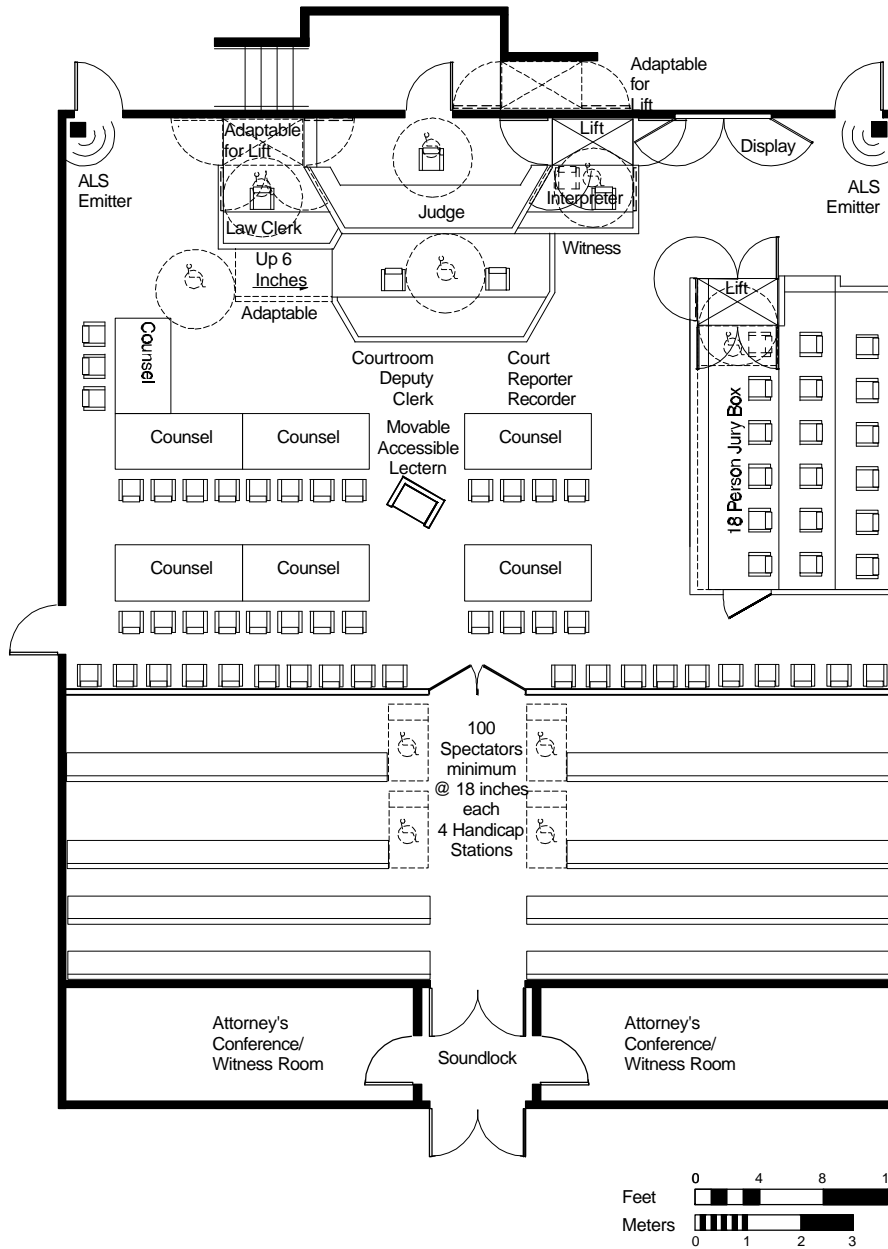 Adaptable
for
Lift
Adaptable
for Lift
Lift
Display
ALS
Emitter
ALS
Emitter
Interpreter
Judge
Law Clerk
Witness
Up 6
Inches
Adaptable
Lift
Counsel
Courtroom
Deputy
Clerk
Court
Reporter
Recorder
Movable
Accessible
Lectern
Counsel
Counsel
Counsel
18 Person Jury Box
Counsel
Counsel
Counsel
100
Spectators
minimum
@ 18 inches
each
4 Handicap
Stations
Attorney's
Conference/
Witness Room
Soundlock
Attorney's
Conference/
Witness Room
Feet
0 4 8 1
Meters
0 1 2 3